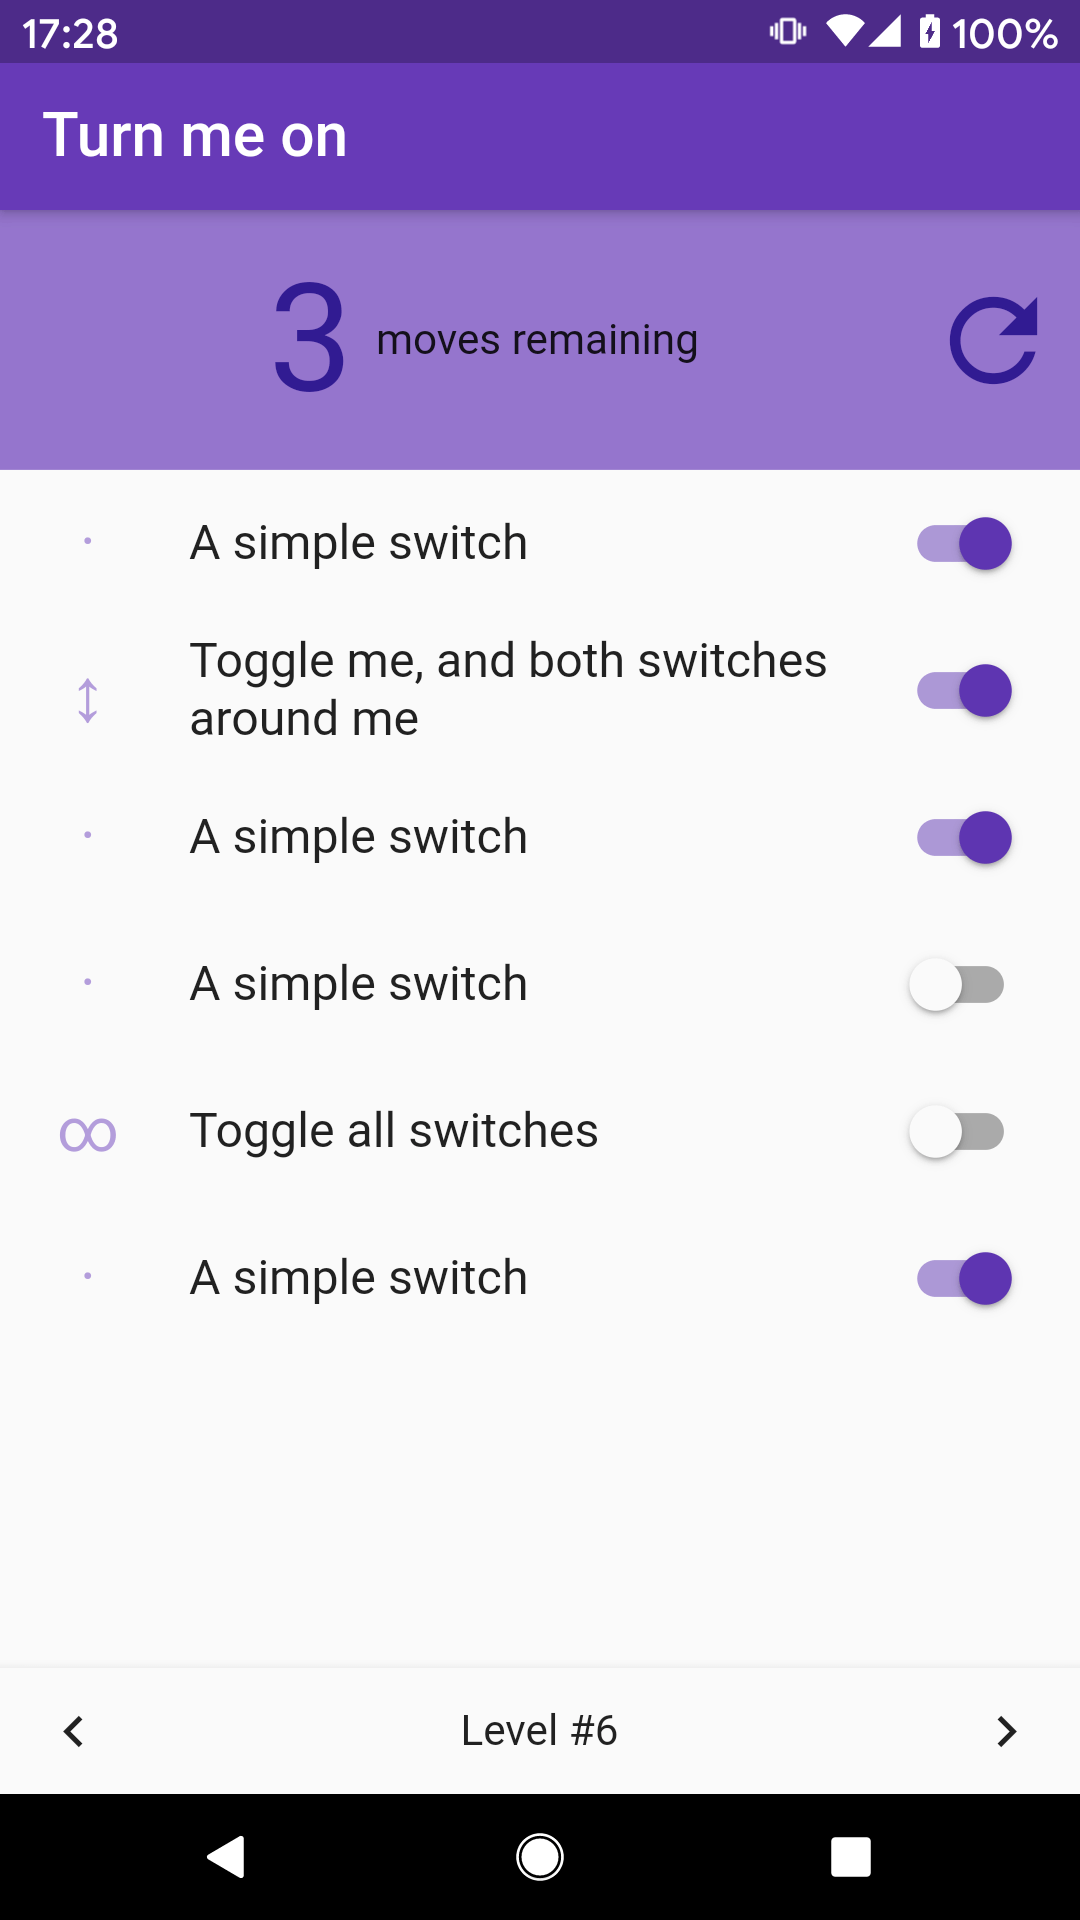 17:28 100%
Turn me on
3 moves remaining
· A simple switch
Toggle me, and both switches
↕ around me
· A simple switch
· A simple switch
∞ Toggle all switches
· A simple switch
Level #6